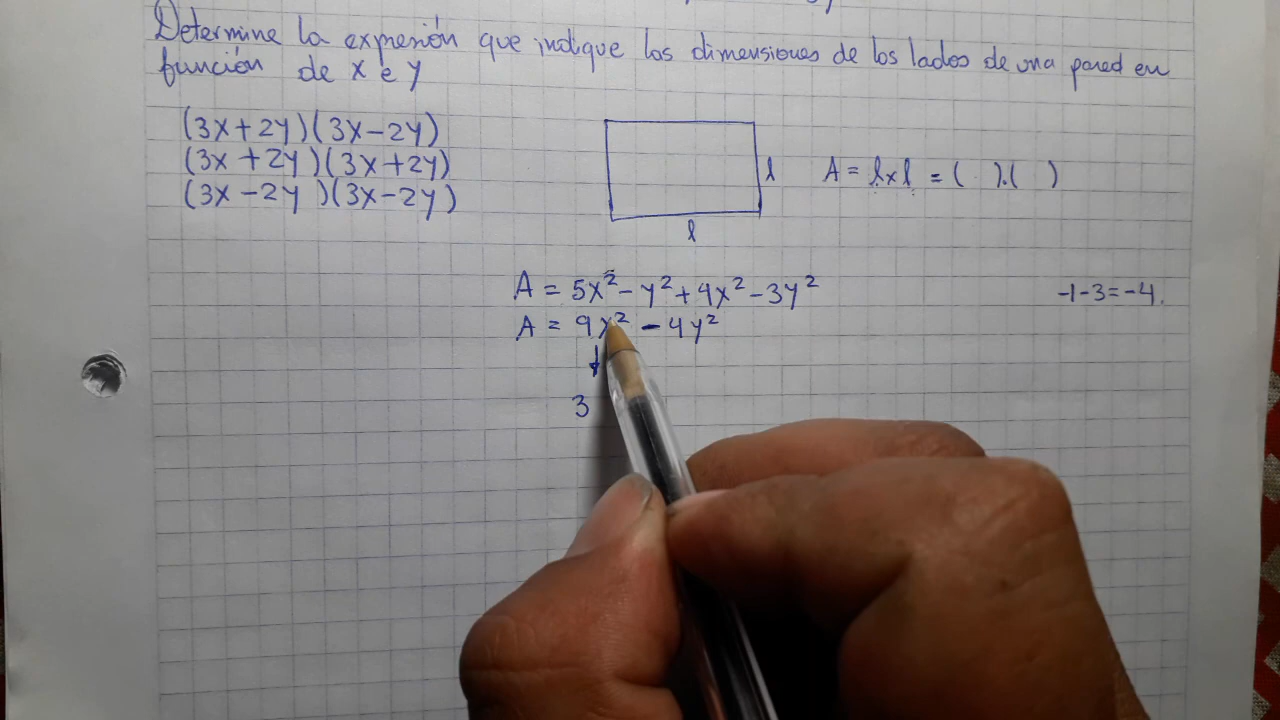 Determine la expresión que indique las dimensiones de los lados de una pared en
función de x e y
(3x+2y)(3x-2y)
(3x+2y)(3x+2y)
(3x-2y)(3x-2y)
l
A = l x l = ( ).( )
l
A = 5x²-y²+4x²-3y²
-1-3=-4.
A = 9x² - 4y²
3